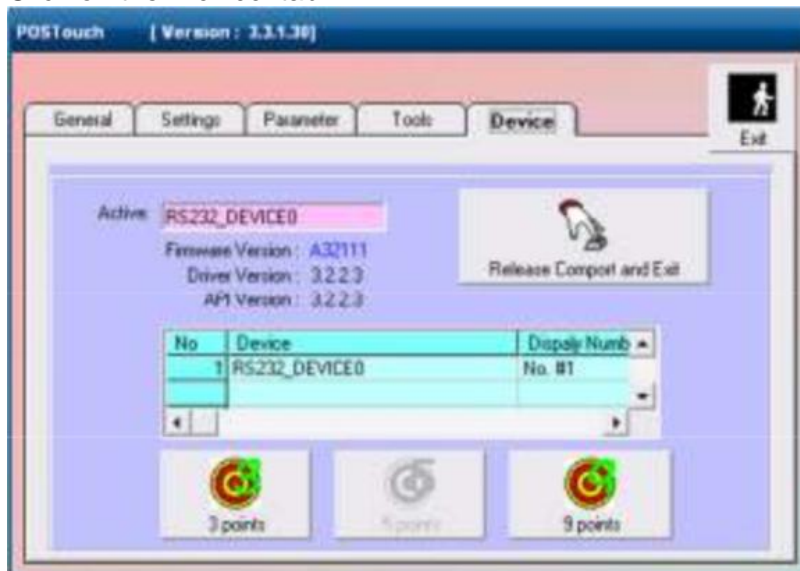 POSTouch [ Version : 3.3.1.30]
General Settings Parameter Tools Device
Exit
Active RS232_DEVICE0
Firmware Version : A32111
Driver Version : 3.2.2.3
API Version : 3.2.2.3
Release Comport and Exit
No Device Dispaly Numb
1 RS232_DEVICE0 No. #1
3 points
points
9 points